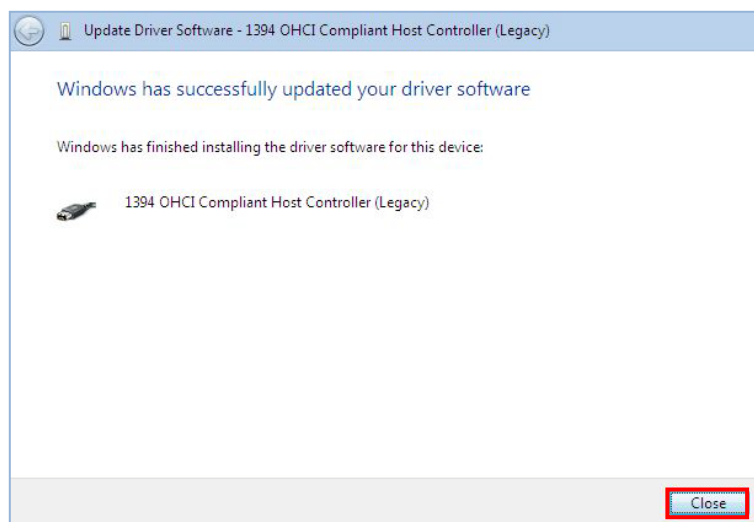 Update Driver Software - 1394 OHCI Compliant Host Controller (Legacy)
Windows has successfully updated your driver software
Windows has finished installing the driver software for this device:
1394 OHCI Compliant Host Controller (Legacy)
Close